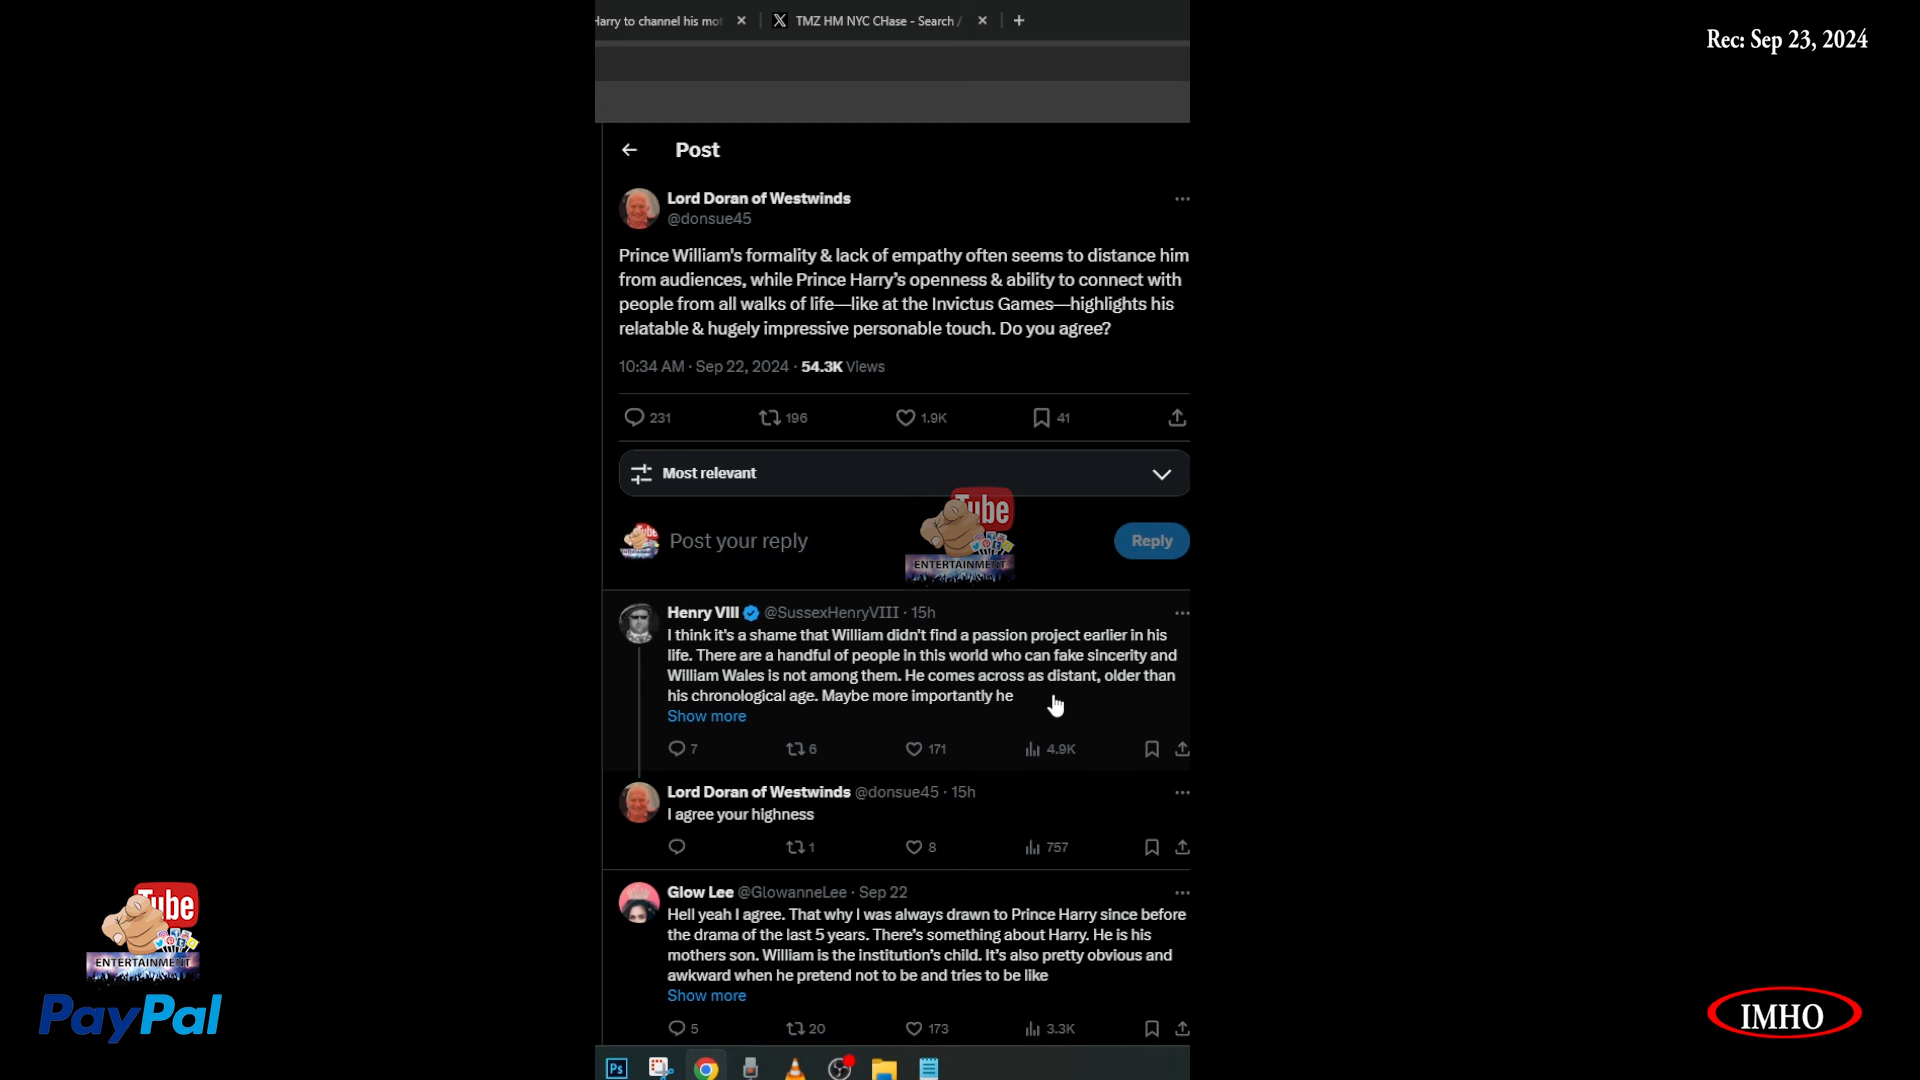 Harry to channel his mot
TMZ HM NYC CHase - Search /
Rec: Sep 23, 2024
Post
Lord Doran of Westwinds
@donsue45
Prince William's formality & lack of empathy often seems to distance him
from audiences, while Prince Harry's openness & ability to connect with
people from all walks of life—like at the Invictus Games—highlights his
relatable & hugely impressive personable touch. Do you agree?
10:34 AM · Sep 22, 2024 · 54.3K Views
231 196 1.9K 41
Most relevant
Tube
Post your reply
Reply
ENTERTAINMENT
Henry VIII @SussexHenryVIII · 15h
I think it's a shame that William didn't find a passion project earlier in his
life. There are a handful of people in this world who can fake sincerity and
William Wales is not among them. He comes across as distant, older than
his chronological age. Maybe more importantly he
Show more
7 6 171 4.9K
Lord Doran of Westwinds @donsue45 · 15h
I agree your highness
1 8 757
Glow Lee @GlowanneLee · Sep 22
Hell yeah I agree. That why I was always drawn to Prince Harry since before
the drama of the last 5 years. There's something about Harry. He is his
mothers son. William is the institution's child. It's also pretty obvious and
awkward when he pretend not to be and tries to be like
Show more
5 20 173 3.3K
Tube
ENTERTAINMENT
PayPal
IMHO
Ps